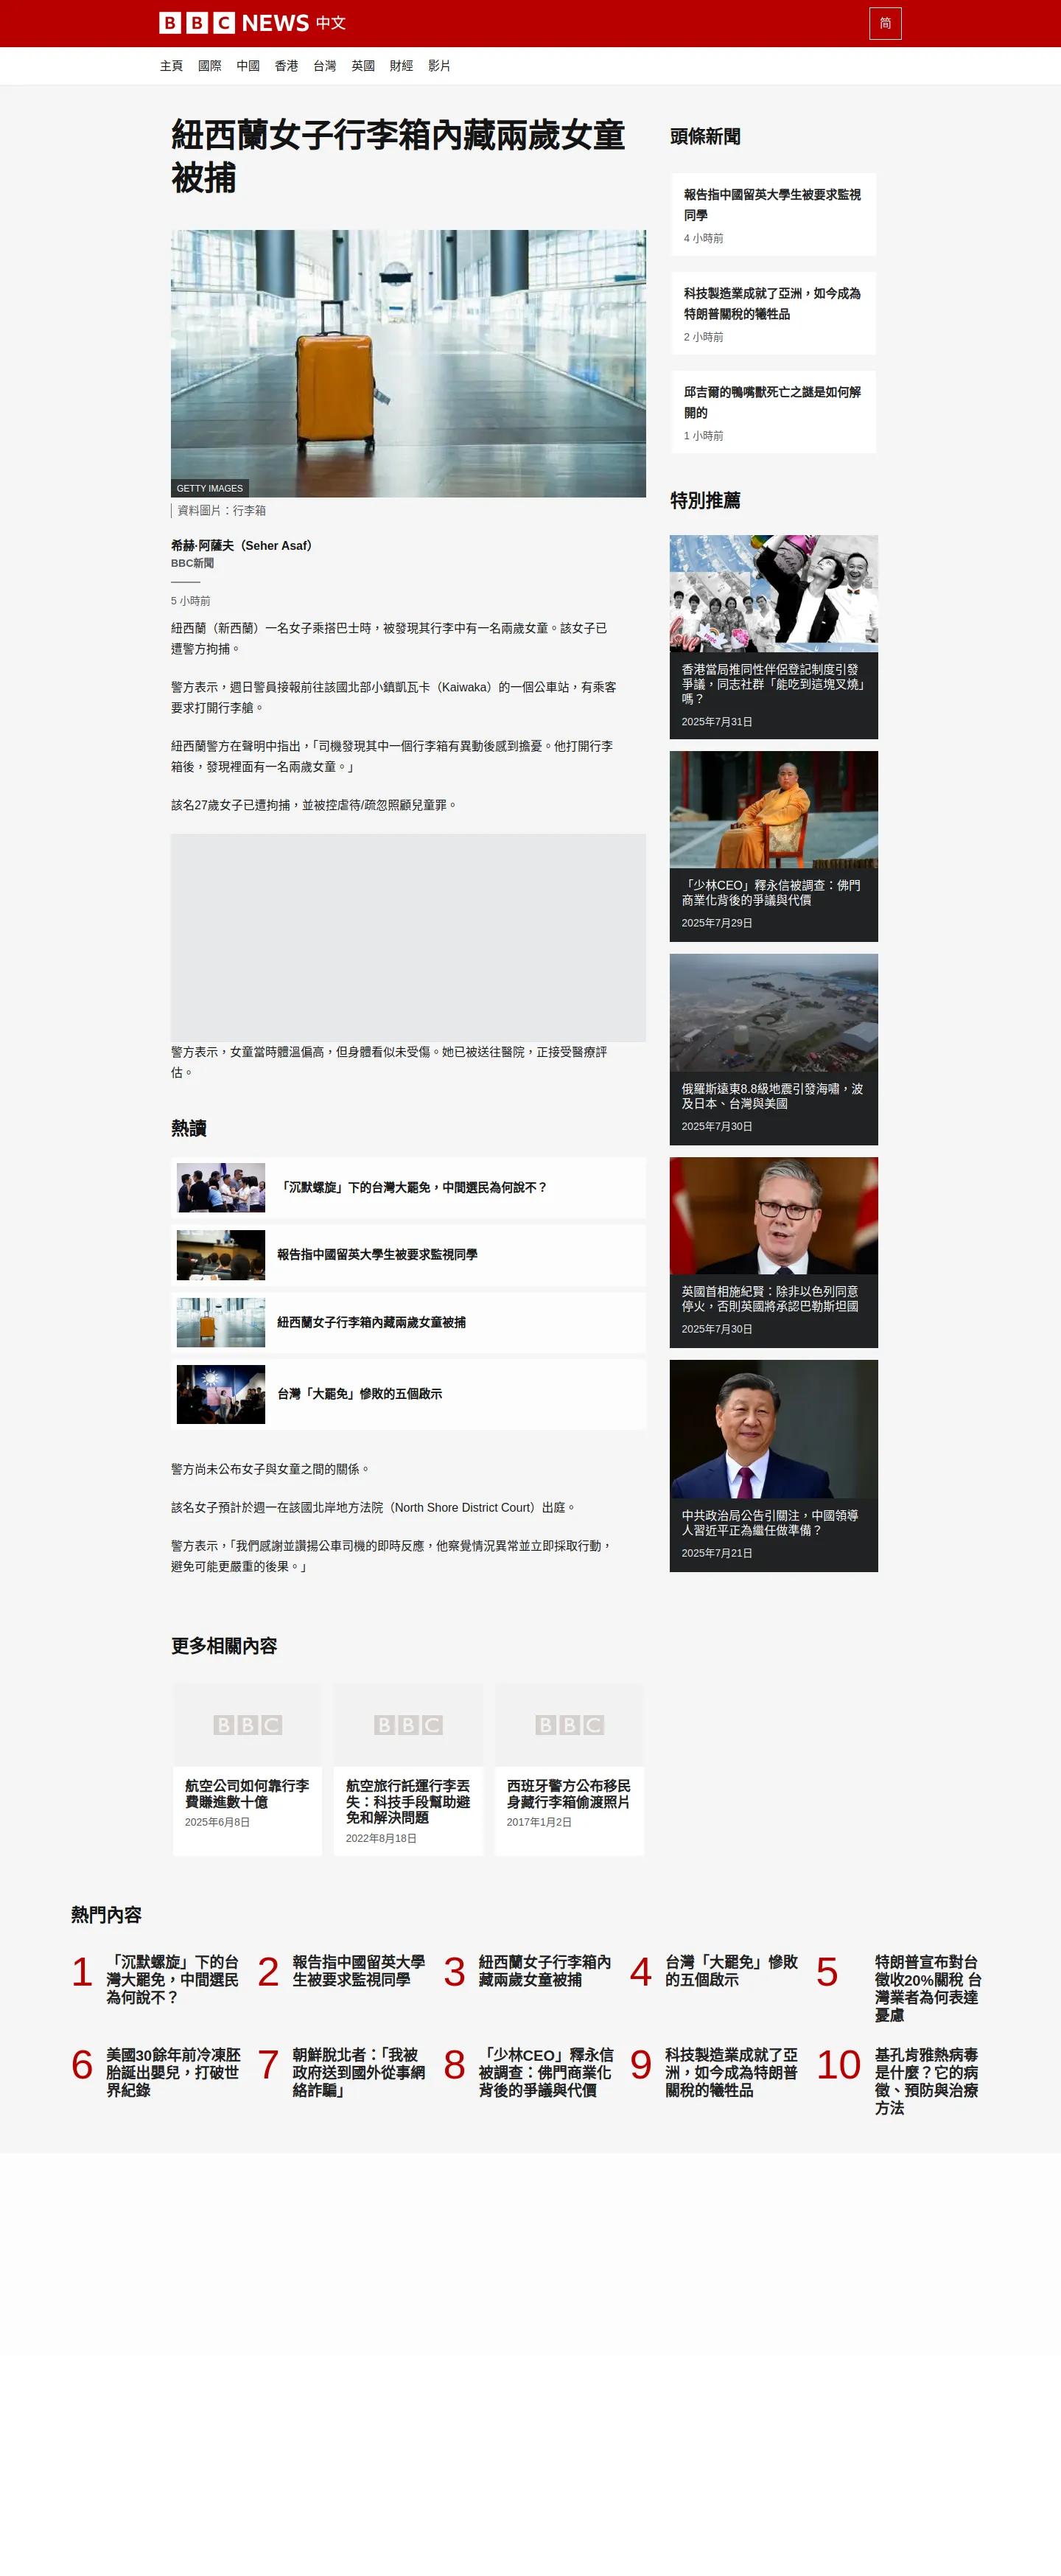 BBC NEWS 中文
简
主頁 國際 中國 香港 台灣 英國 財經 影片
紐西蘭女子行李箱內藏兩歲女童
被捕
GETTY IMAGES
資料圖片：行李箱
希赫·阿薩夫（Seher Asaf）
BBC新聞
5 小時前
紐西蘭（新西蘭）一名女子乘搭巴士時，被發現其行李中有一名兩歲女童。該女子已
遭警方拘捕。
警方表示，週日警員接報前往該國北部小鎮凱瓦卡（Kaiwaka）的一個公車站，有乘客
要求打開行李艙。
紐西蘭警方在聲明中指出，「司機發現其中一個行李箱有異動後感到擔憂。他打開行李
箱後，發現裡面有一名兩歲女童。」
該名27歲女子已遭拘捕，並被控虐待/疏忽照顧兒童罪。
警方表示，女童當時體溫偏高，但身體看似未受傷。她已被送往醫院，正接受醫療評
估。
熱讀
「沉默螺旋」下的台灣大罷免，中間選民為何說不？
報告指中國留英大學生被要求監視同學
紐西蘭女子行李箱內藏兩歲女童被捕
台灣「大罷免」慘敗的五個啟示
警方尚未公布女子與女童之間的關係。
該名女子預計於週一在該國北岸地方法院（North Shore District Court）出庭。
警方表示，「我們感謝並讚揚公車司機的即時反應，他察覺情況異常並立即採取行動，
避免可能更嚴重的後果。」
頭條新聞
報告指中國留英大學生被要求監視
同學
4 小時前
科技製造業成就了亞洲，如今成為
特朗普關稅的犧牲品
2 小時前
邱吉爾的鴨嘴獸死亡之謎是如何解
開的
1 小時前
特別推薦
love
香港當局推同性伴侶登記制度引發
爭議，同志社群「能吃到這塊叉燒」
嗎？
2025年7月31日
「少林CEO」釋永信被調查：佛門
商業化背後的爭議與代價
2025年7月29日
俄羅斯遠東8.8級地震引發海嘯，波
及日本、台灣與美國
2025年7月30日
英國首相施紀賢：除非以色列同意
停火，否則英國將承認巴勒斯坦國
2025年7月30日
中共政治局公告引關注，中國領導
人習近平正為繼任做準備？
2025年7月21日
更多相關內容
BBC
航空公司如何靠行李
費賺進數十億
2025年6月8日
BBC
航空旅行託運行李丟
失：科技手段幫助避
免和解決問題
2022年8月18日
BBC
西班牙警方公布移民
身藏行李箱偷渡照片
2017年1月2日
熱門內容
1 「沉默螺旋」下的台
灣大罷免，中間選民
為何說不？
2 報告指中國留英大學
生被要求監視同學
3 紐西蘭女子行李箱內
藏兩歲女童被捕
4 台灣「大罷免」慘敗
的五個啟示
5 特朗普宣布對台
徵收20%關稅 台
灣業者為何表達
憂慮
6 美國30餘年前冷凍胚
胎誕出嬰兒，打破世
界紀錄
7 朝鮮脫北者：「我被
政府送到國外從事網
絡詐騙」
8 「少林CEO」釋永信
被調查：佛門商業化
背後的爭議與代價
9 科技製造業成就了亞
洲，如今成為特朗普
關稅的犧牲品
10 基孔肯雅熱病毒
是什麼？它的病
徵、預防與治療
方法